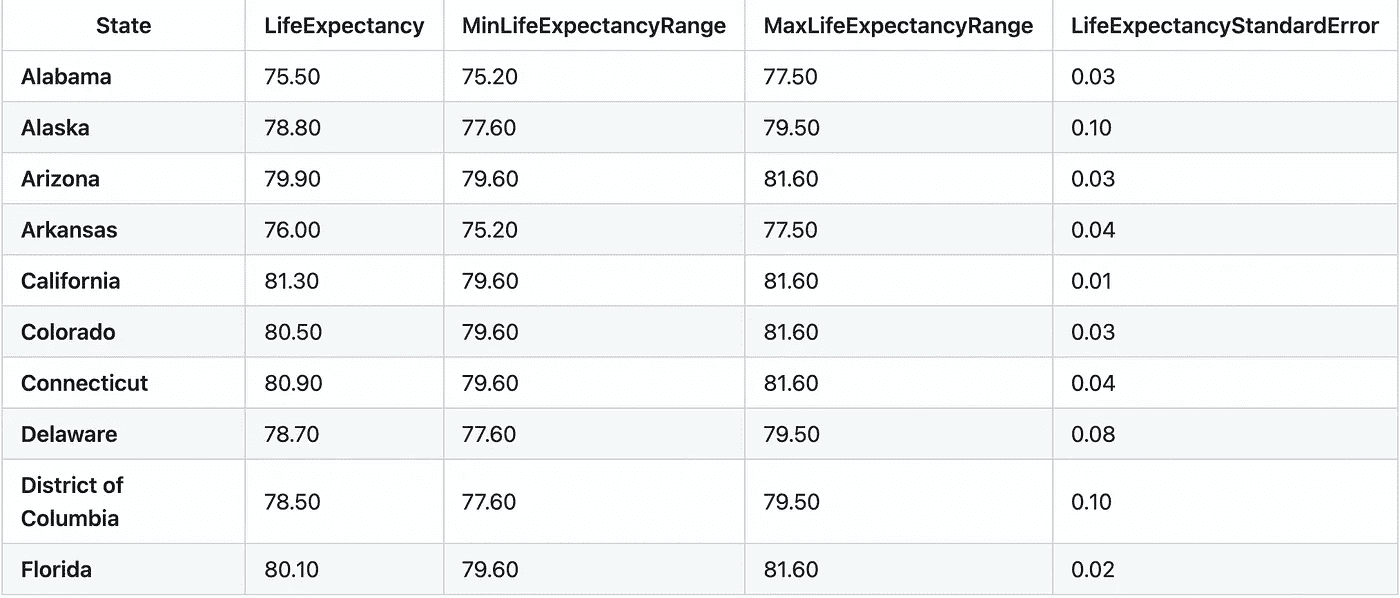 State LifeExpectancy MinLifeExpectancyRange MaxLifeExpectancyRange LifeExpectancyStandardError
Alabama 75.50 75.20 77.50 0.03
Alaska 78.80 77.60 79.50 0.10
Arizona 79.90 79.60 81.60 0.03
Arkansas 76.00 75.20 77.50 0.04
California 81.30 79.60 81.60 0.01
Colorado 80.50 79.60 81.60 0.03
Connecticut 80.90 79.60 81.60 0.04
Delaware 78.70 77.60 79.50 0.08
District of
Columbia 78.50 77.60 79.50 0.10
Florida 80.10 79.60 81.60 0.02